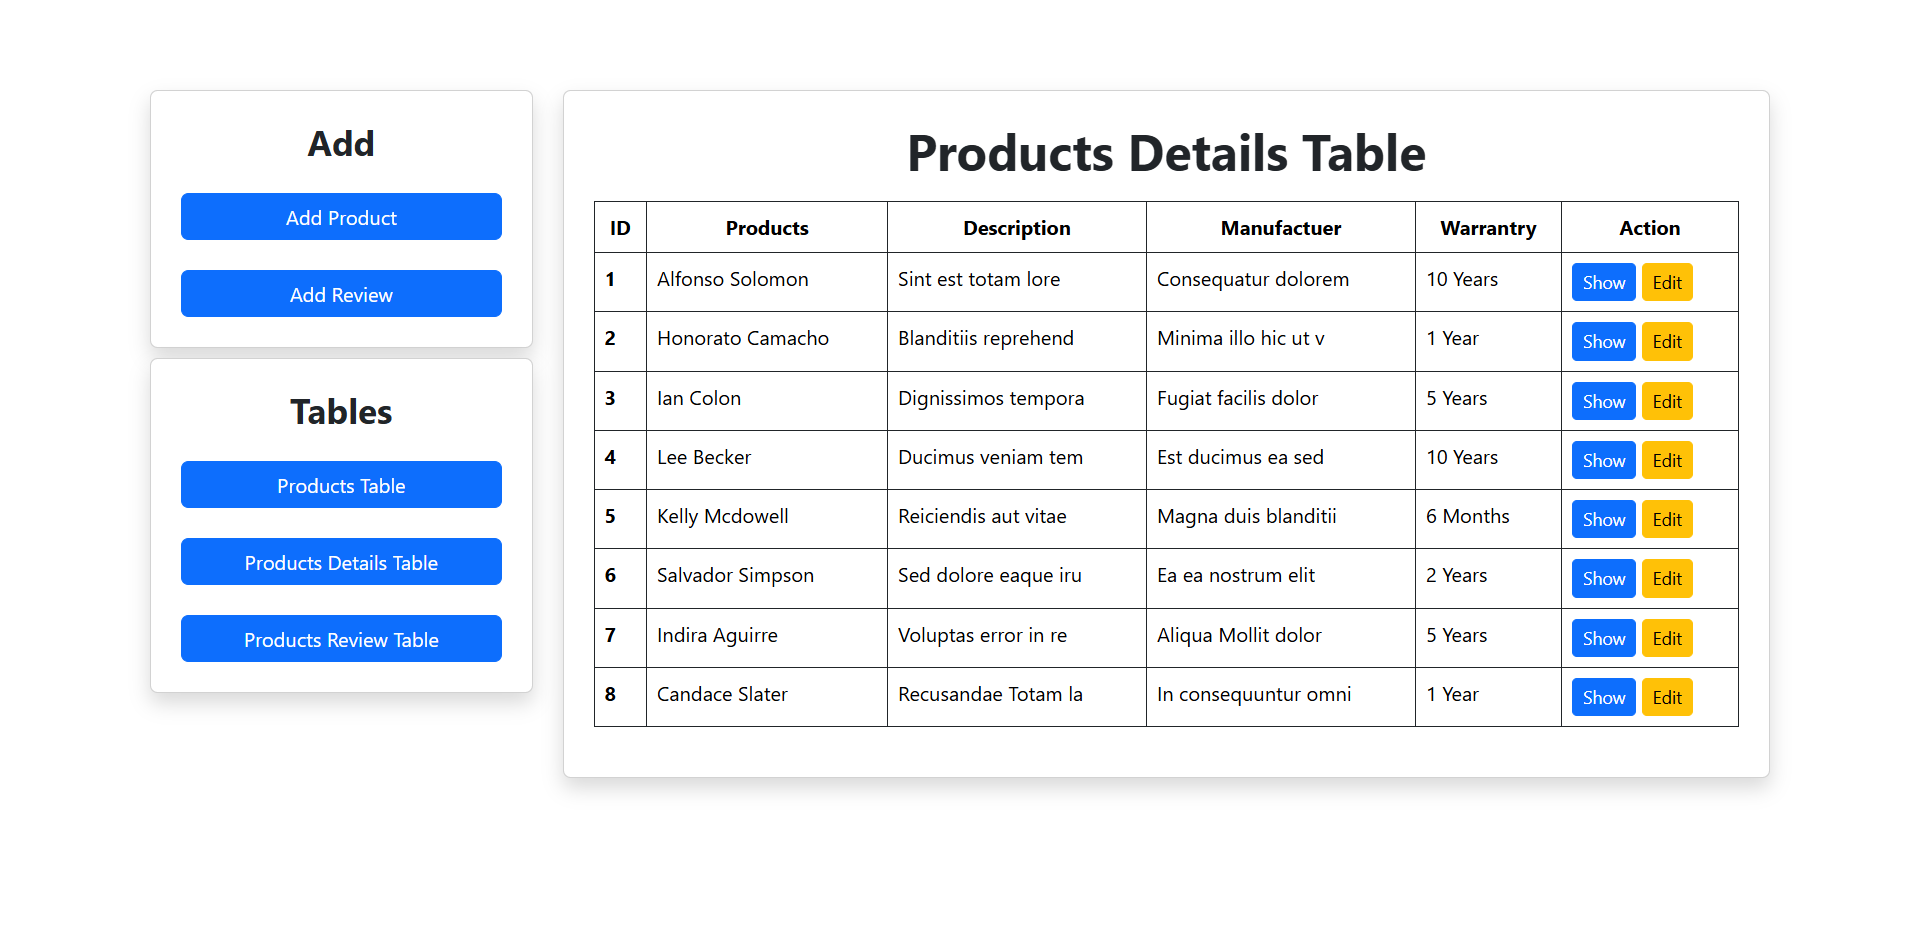 Add
Add Product
Add Review
Tables
Products Table
Products Details Table
Products Review Table
Products Details Table
ID Products Description Manufactuer Warrantry Action
1 Alfonso Solomon Sint est totam lore Consequatur dolorem 10 Years Show Edit
2 Honorato Camacho Blanditiis reprehend Minima illo hic ut v 1 Year Show Edit
3 Ian Colon Dignissimos tempora Fugiat facilis dolor 5 Years Show Edit
4 Lee Becker Ducimus veniam tem Est ducimus ea sed 10 Years Show Edit
5 Kelly Mcdowell Reiciendis aut vitae Magna duis blanditii 6 Months Show Edit
6 Salvador Simpson Sed dolore eaque iru Ea ea nostrum elit 2 Years Show Edit
7 Indira Aguirre Voluptas error in re Aliqua Mollit dolor 5 Years Show Edit
8 Candace Slater Recusandae Totam la In consequuntur omni 1 Year Show Edit